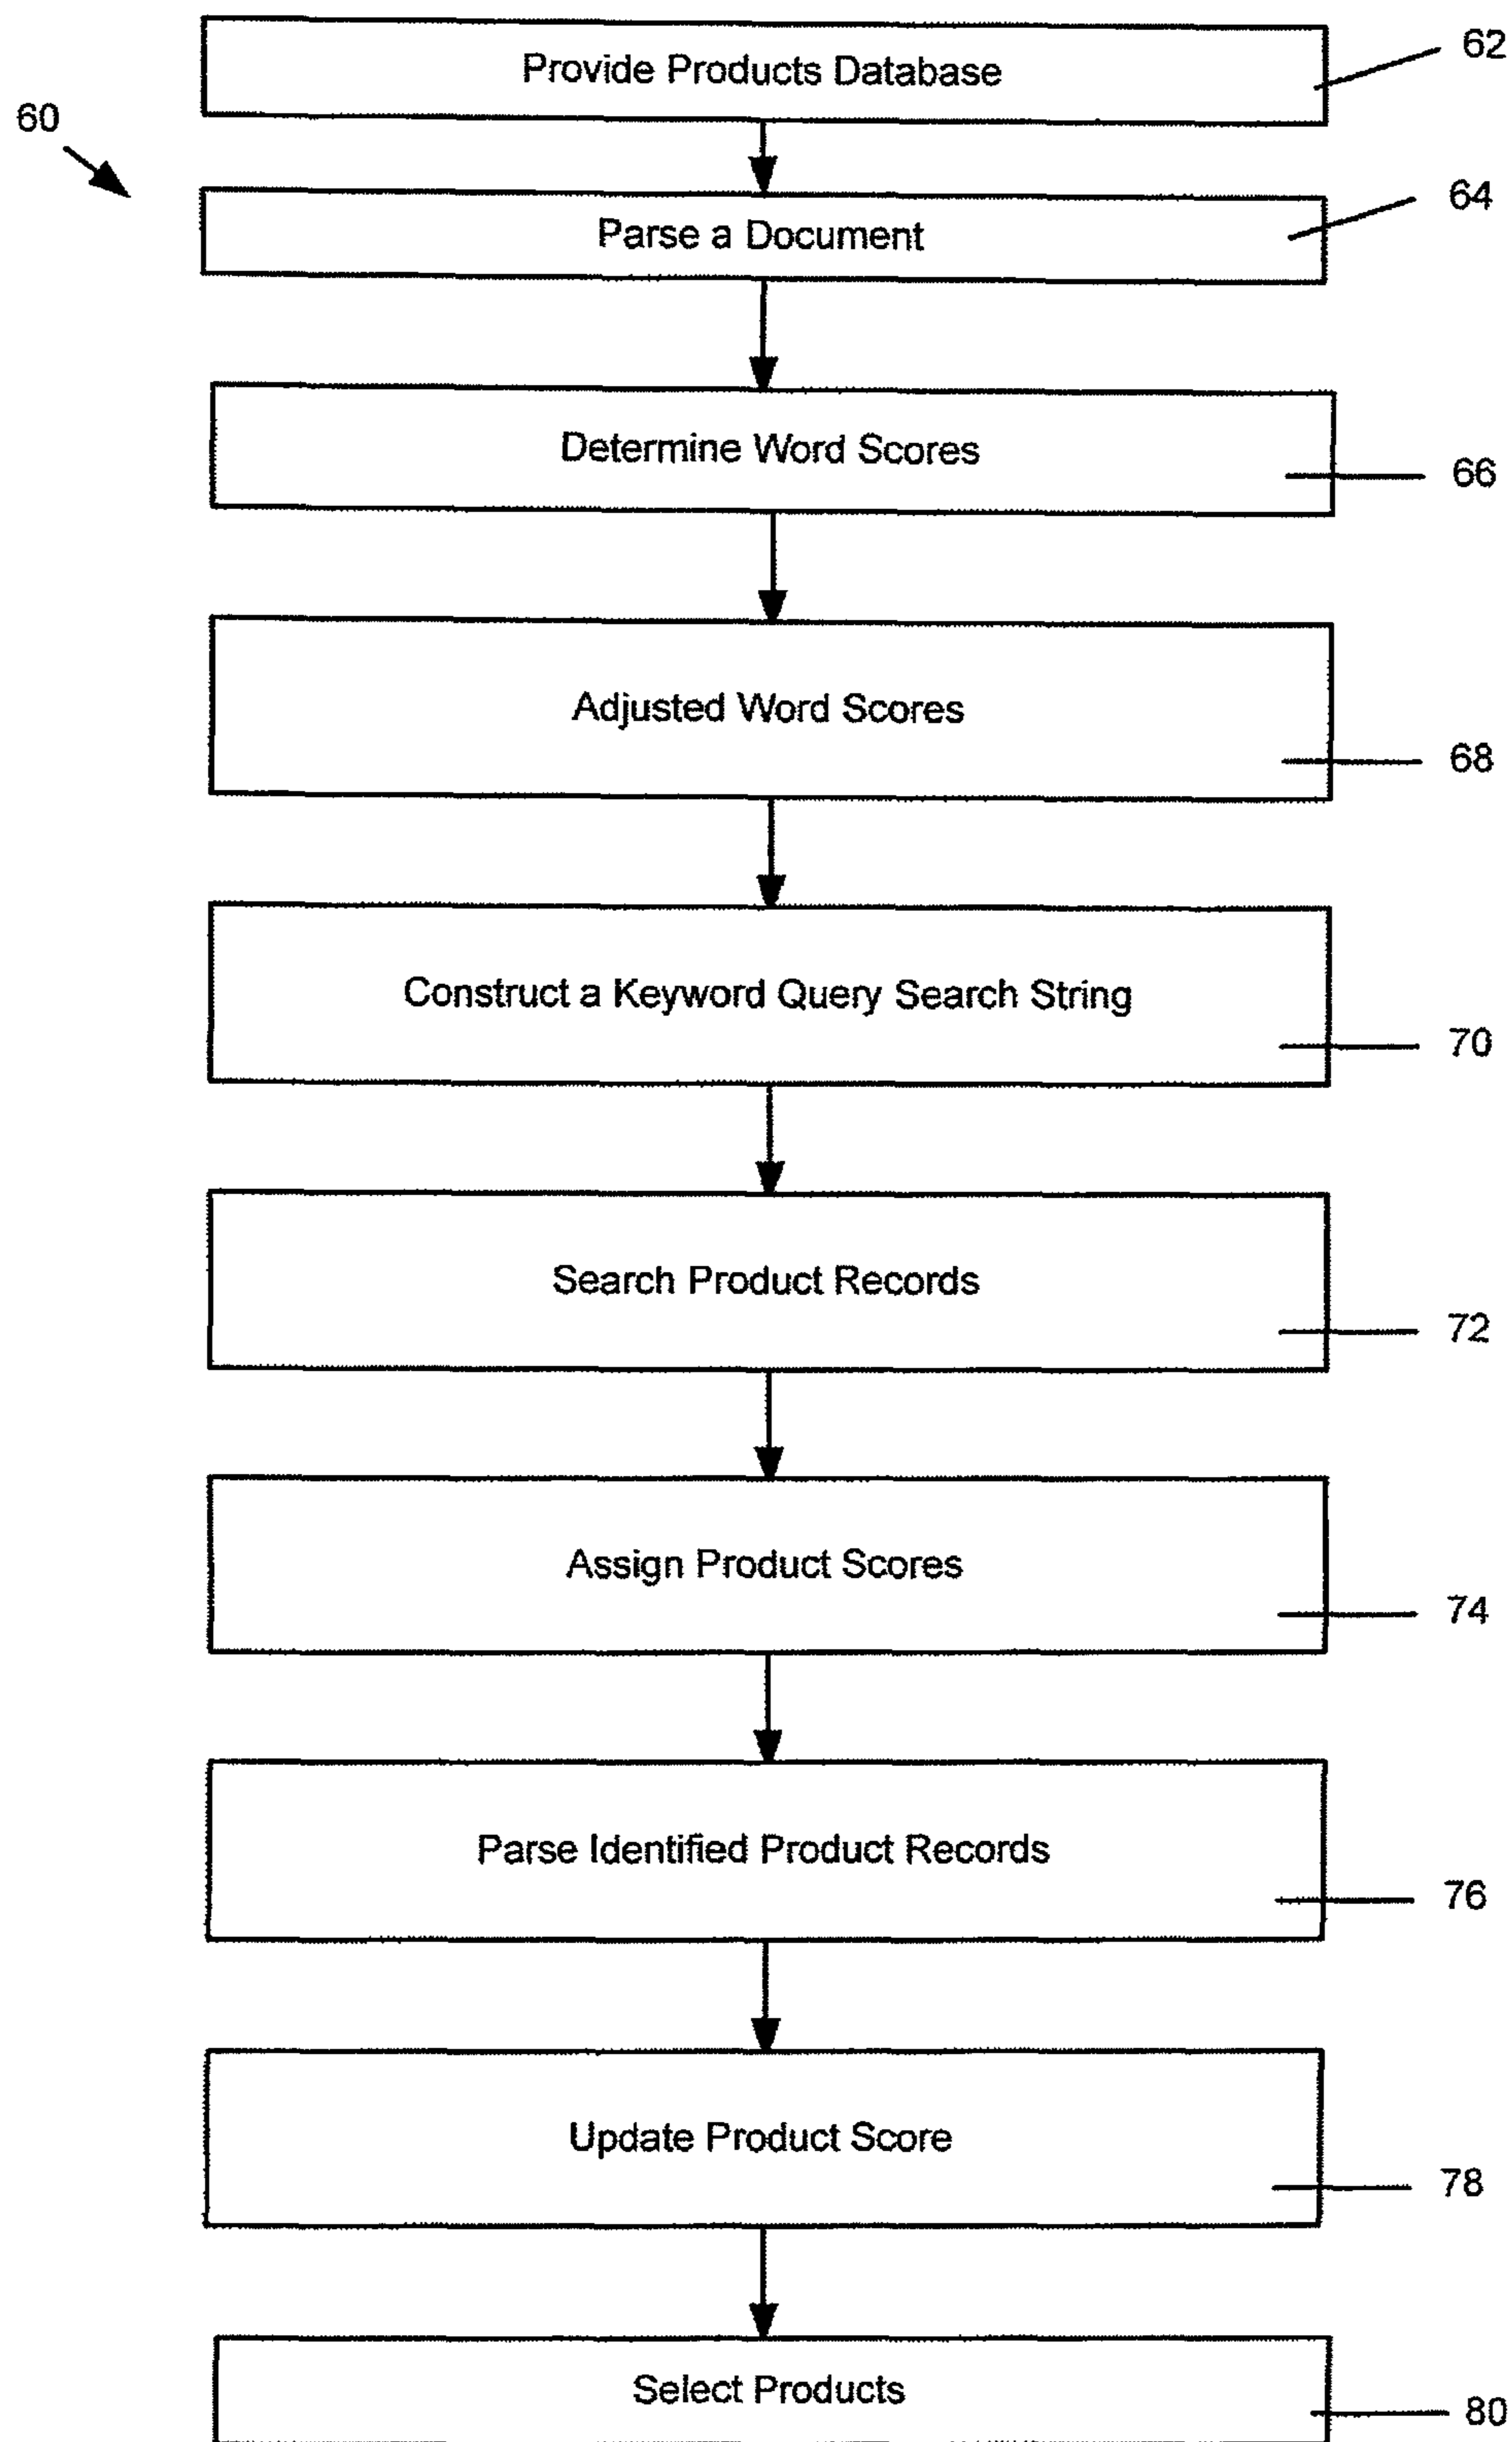 Provide Products Database
62
60
Parse a Document
64
Determine Word Scores
66
Adjusted Word Scores
68
Construct a Keyword Query Search String
70
Search Product Records
72
Assign Product Scores
74
Parse Identified Product Records
76
Update Product Score
78
Select Products
80